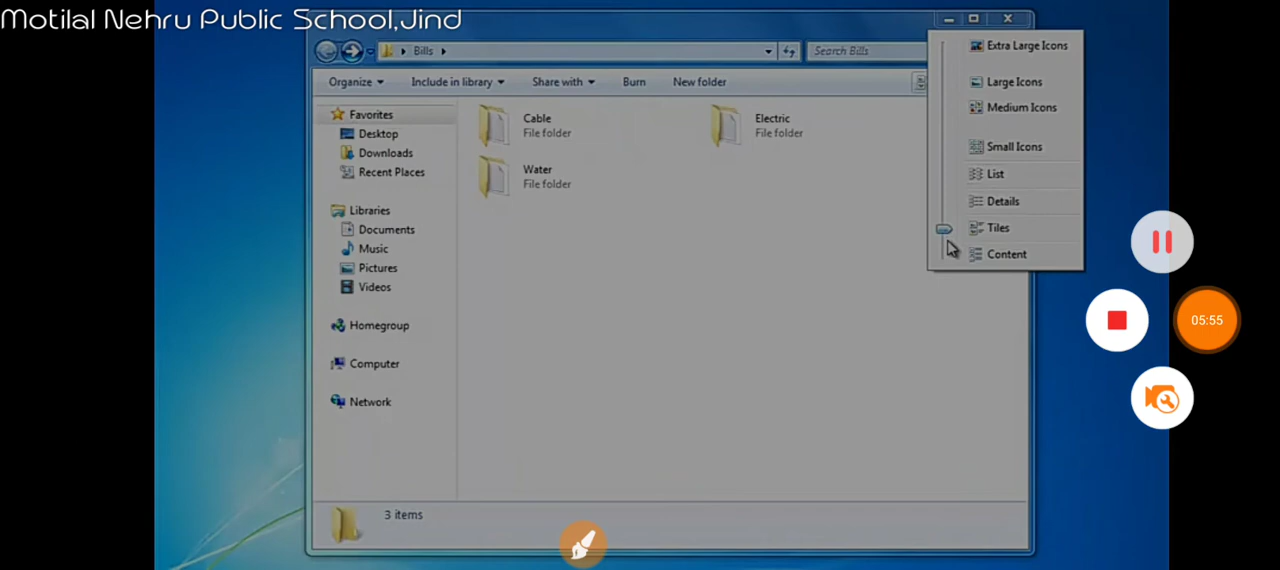 Motilal Nehru Public School,Jind
Bills
Search Bills
Organize
Include in library
Share with
Burn
New folder
Favorites
Desktop
Downloads
Recent Places
Libraries
Documents
Music
Pictures
Videos
Homegroup
Computer
Network
Cable
File folder
Electric
File folder
Water
File folder
Extra Large Icons
Large Icons
Medium Icons
Small Icons
List
Details
Tiles
Content
05:55
3 items